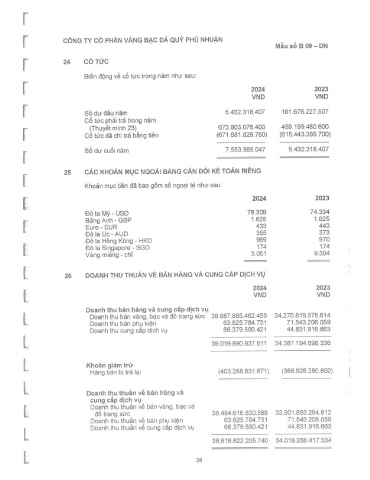 CÔNG TY CỔ PHẦN VÀNG BẠC ĐÁ QUÝ PHÚ NHUẬN
Mẫu số B 09 – DN
24 CỔ TỨC
Biến động về cổ tức trong năm như sau:
2024 2023
VND VND
Số dư đầu năm 5.432.318.407 161.676.227.507
Cổ tức phải trả trong năm
(Thuyết minh 23) 673.803.076.400 459.199.480.600
Cổ tức đã chi trả bằng tiền (671.681.829.760) (615.443.389.700)
Số dư cuối năm 7.553.565.047 5.432.318.407
25 CÁC KHOẢN MỤC NGOÀI BẢNG CÂN ĐỐI KẾ TOÁN RIÊNG
Khoản mục tiền đã bao gồm số ngoại tệ như sau:
2024 2023
Đô la Mỹ - USD 78.309 74.334
Bảng Anh - GBP 1.625 1.625
Euro - EUR 433 443
Đô la Úc - AUD 355 373
Đô la Hồng Kông - HKD 969 970
Đô la Singapore - SGD 174 174
Vàng miếng - chỉ 3.051 9.304
26 DOANH THU THUẦN VỀ BÁN HÀNG VÀ CUNG CẤP DỊCH VỤ
2024 2023
VND VND
Doanh thu bán hàng và cung cấp dịch vụ
Doanh thu bán vàng, bạc và đồ trang sức 38.887.885.462.459 34.270.819.575.614
Doanh thu bán phụ kiện 63.625.784.731 71.543.206.059
Doanh thu cung cấp dịch vụ 68.379.590.421 44.831.916.663
39.019.890.837.611 34.387.194.698.336
Khoản giảm trừ
Hàng bán bị trả lại (403.268.631.871) (368.926.280.802)
Doanh thu thuần về bán hàng và
cung cấp dịch vụ
Doanh thu thuần về bán vàng, bạc và
đồ trang sức 38.484.616.830.588 33.901.893.294.812
Doanh thu thuần về bán phụ kiện 63.625.784.731 71.543.206.059
Doanh thu thuần về cung cấp dịch vụ 68.379.590.421 44.831.916.663
38.616.622.205.740 34.018.268.417.534
38